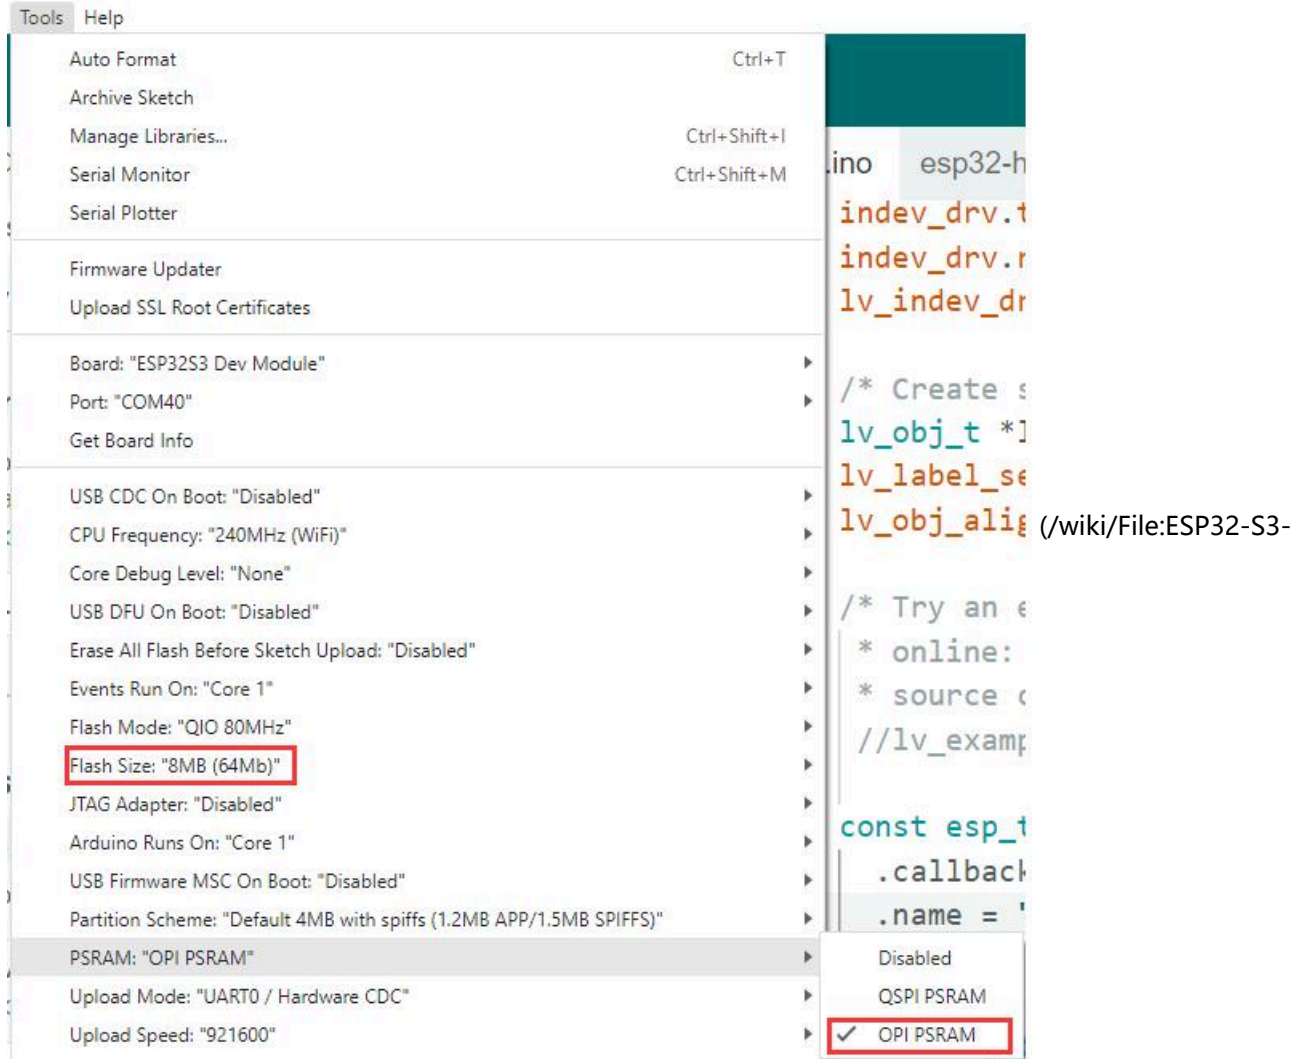 Tools Help
Auto Format Ctrl+T
Archive Sketch
Manage Libraries... Ctrl+Shift+I
Serial Monitor Ctrl+Shift+M
Serial Plotter
Firmware Updater
Upload SSL Root Certificates
Board: "ESP32S3 Dev Module"
Port: "COM40"
Get Board Info
USB CDC On Boot: "Disabled"
CPU Frequency: "240MHz (WiFi)"
Core Debug Level: "None"
USB DFU On Boot: "Disabled"
Erase All Flash Before Sketch Upload: "Disabled"
Events Run On: "Core 1"
Flash Mode: "QIO 80MHz"
Flash Size: "8MB (64Mb)"
JTAG Adapter: "Disabled"
Arduino Runs On: "Core 1"
USB Firmware MSC On Boot: "Disabled"
Partition Scheme: "Default 4MB with spiffs (1.2MB APP/1.5MB SPIFFS)"
PSRAM: "OPI PSRAM"
Upload Mode: "UART0 / Hardware CDC"
Upload Speed: "921600"
Disabled
QSPI PSRAM
✓ OPI PSRAM
.ino esp32-h
indev_drv.t
indev_drv.r
lv_indev_dr
/* Create s
lv_obj_t *l
lv_label_se
lv_obj_alig
/* Try an e
* online:
* source c
//lv_examp
const esp_t
.callback
.name = "
(/wiki/File:ESP32-S3-